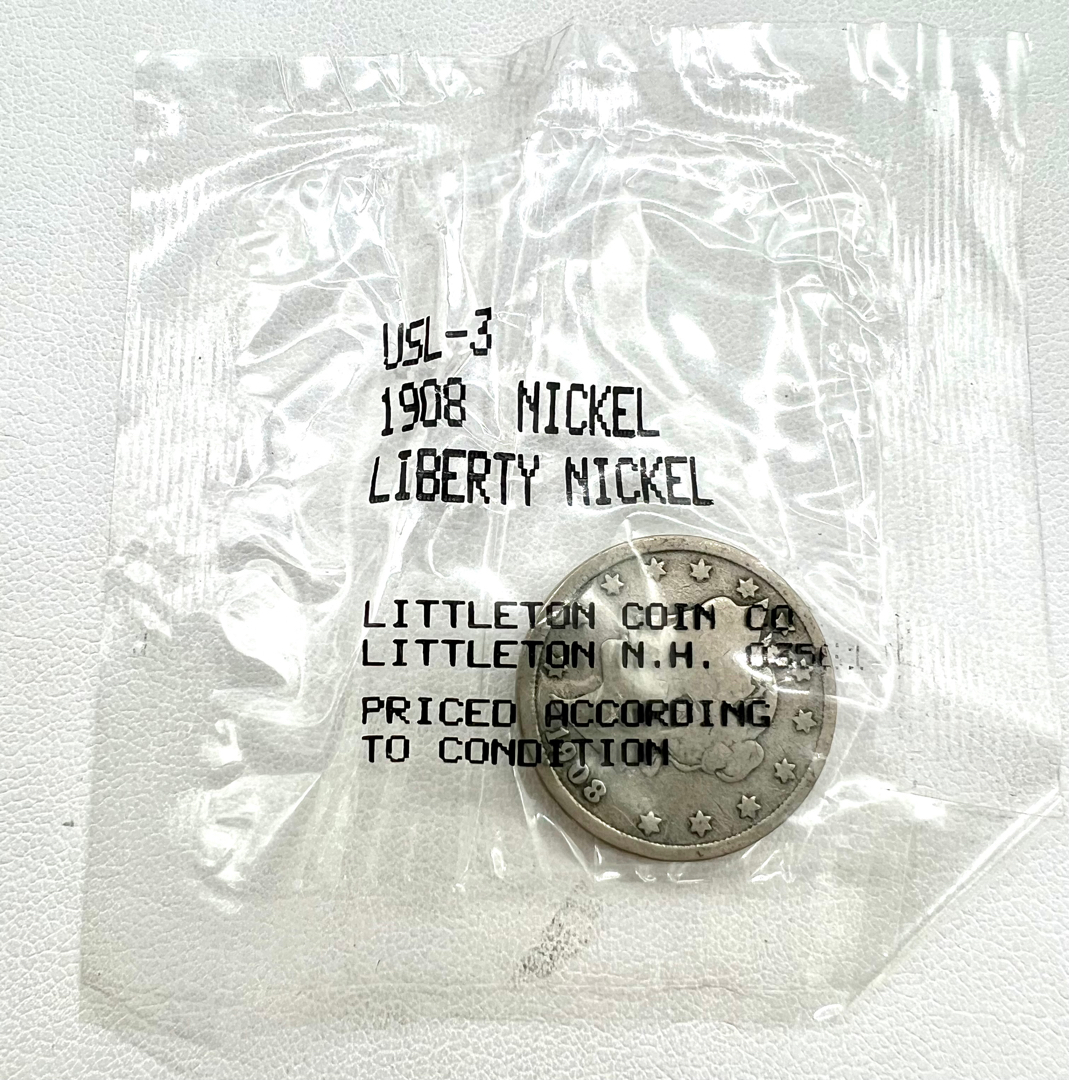 USL-3
1908 NICKEL
LIBERTY NICKEL
LITTLETON COIN CO
LITTLETON N.H.
PRICED ACCORDING
TO CONDITION
1908